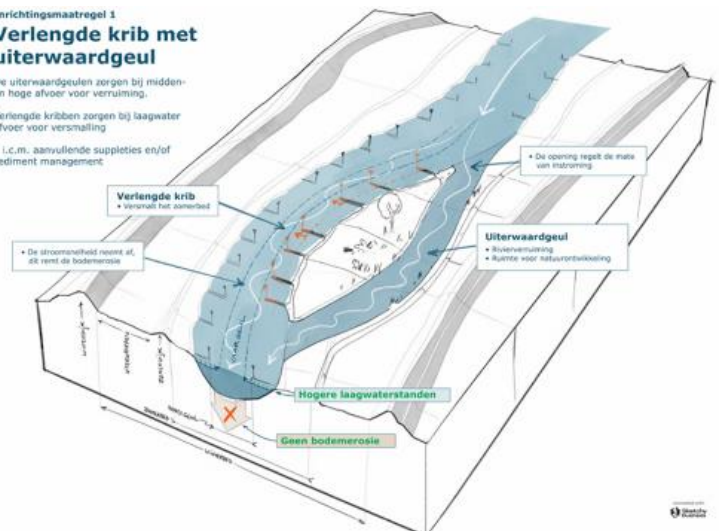 nrichtingsmaatregel 1
Verlengde krib met
uiterwaardgeul
e uiterwaardgeulen zorgen bij midden-
n hoge afvoer voor verruiming.
erlengde kribben zorgen bij laagwater
fvoer voor versmalling
i.c.m. aanvullende suppleties en/of
ediment management
• De opening regelt de mate
van instroming.
Verlengde krib
• Versmalt het zomerbed
• De stroomsnelheid neemt af,
dit remt de bodemerosie
Uiterwaardgeul
• Rivierverruiming
• Ruimte voor natuurontwikkeling
VAARGEUL
Hogere laagwaterstanden
Geen bodemerosie
Sketchy
Business